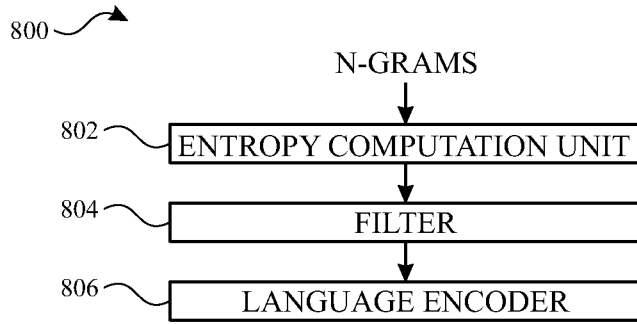 800
N-GRAMS
802
ENTROPY COMPUTATION UNIT
804
FILTER
806
LANGUAGE ENCODER